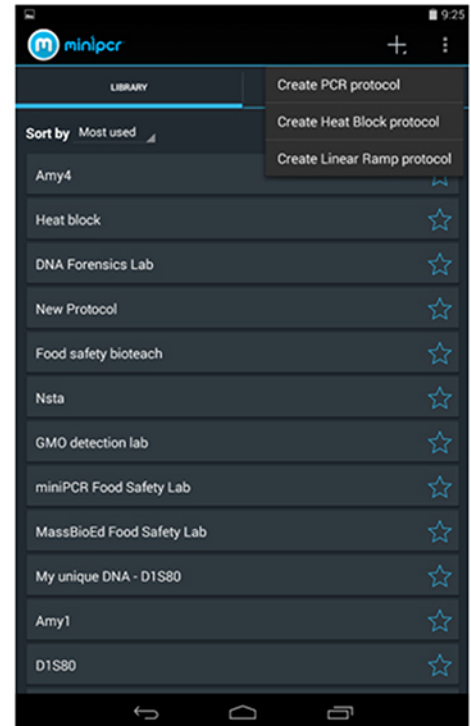 9:25
m minipcr
LIBRARY
Create PCR protocol
Create Heat Block protocol
Create Linear Ramp protocol
Sort by Most used
Amy4
Heat block
DNA Forensics Lab
New Protocol
Food safety bioteach
Nsta
GMO detection lab
miniPCR Food Safety Lab
MassBioEd Food Safety Lab
My unique DNA - D1S80
Amy1
D1S80